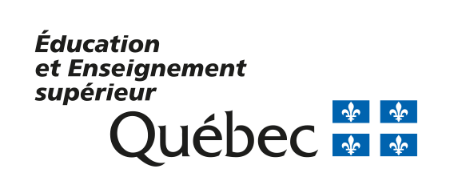 Éducation
et Enseignement
supérieur
Québec